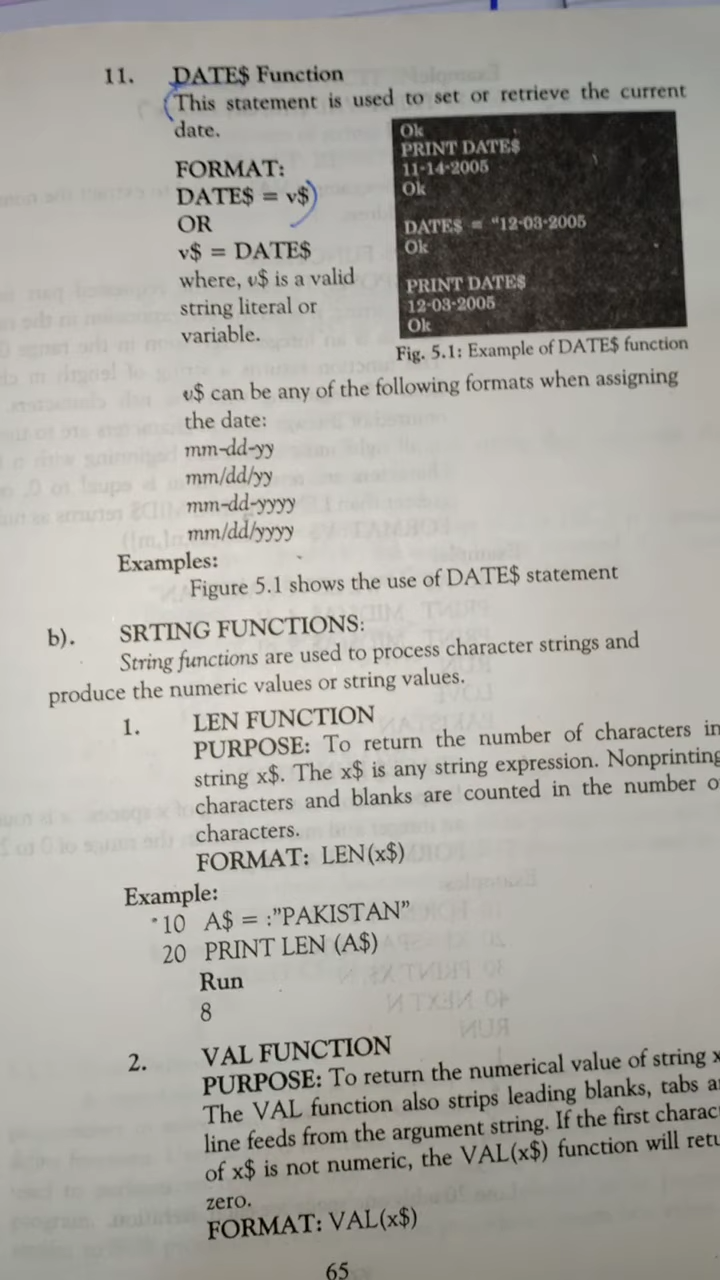 11. DATE$ Function
This statement is used to set or retrieve the current
date.
FORMAT:
DATE$ = v$
OR
v$ = DATE$
where, v$ is a valid
string literal or
variable.
Ok
PRINT DATE$
11-14-2005
Ok
DATE$ = "12-03-2005
Ok
PRINT DATE$
12-03-2005
Ok
Fig. 5.1: Example of DATE$ function
v$ can be any of the following formats when assigning
the date:
mm-dd-yy
mm/dd/yy
mm-dd-yyyy
mm/dd/yyyy
Examples:
Figure 5.1 shows the use of DATE$ statement
b). SRTING FUNCTIONS:
String functions are used to process character strings and
produce the numeric values or string values.
1. LEN FUNCTION
PURPOSE: To return the number of characters in
string x$. The x$ is any string expression. Nonprinting
characters and blanks are counted in the number
characters.
FORMAT: LEN(x$)
Example:
10 A$ = :"PAKISTAN"
20 PRINT LEN (A$)
Run
8
2. VAL FUNCTION
PURPOSE: To return the numerical value of string
The VAL function also strips leading blanks, tabs
line feeds from the argument string. If the first
of x$ is not numeric, the VAL(x$) function will
zero.
FORMAT: VAL(x$)
65